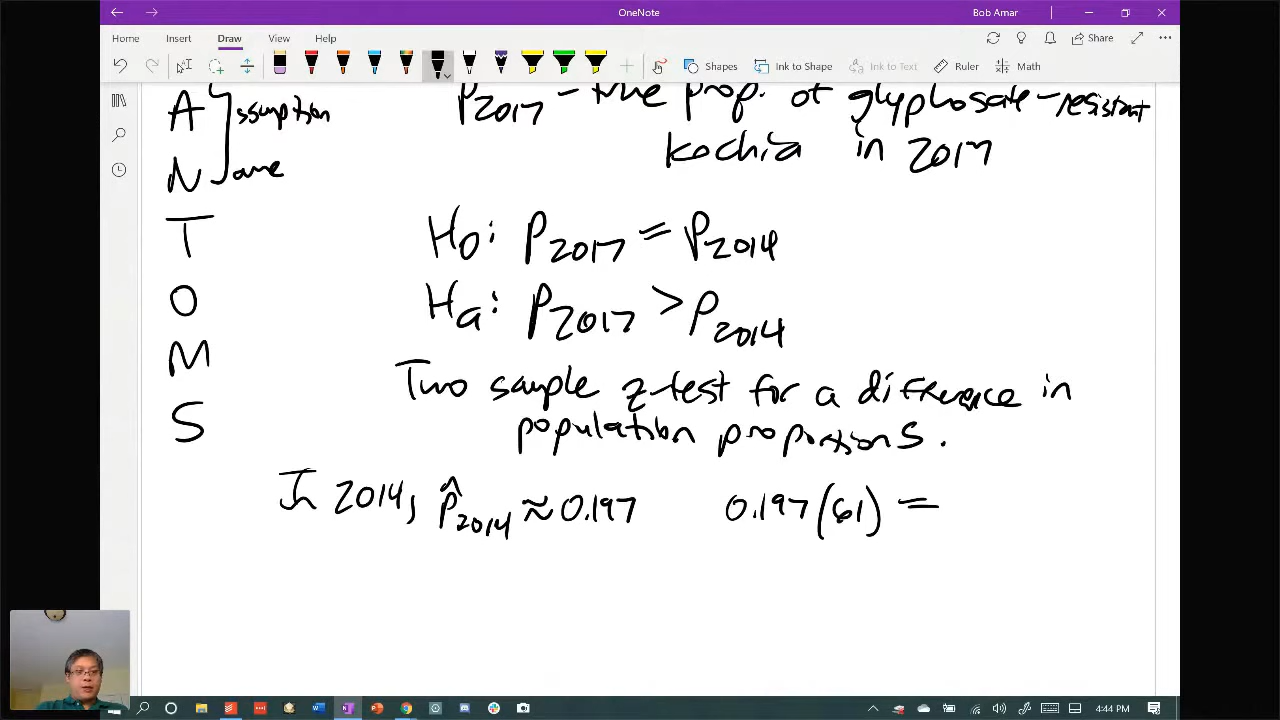 OneNote
Bob Amar
Home Insert Draw View Help
Share
Shapes Ink to Shape Ink to Text Ruler Math
A ssumption
N ame
T
O
M
S
P2017 - the prop. of glyphosate-resistant
kochia in 2017
H0: P2017 = P2014
Ha: P2017 > P2014
Two sample z-test for a difference in
population proportions.
In 2014, p̂2014 ≈ 0.197 0.197(61) =
4:44 PM